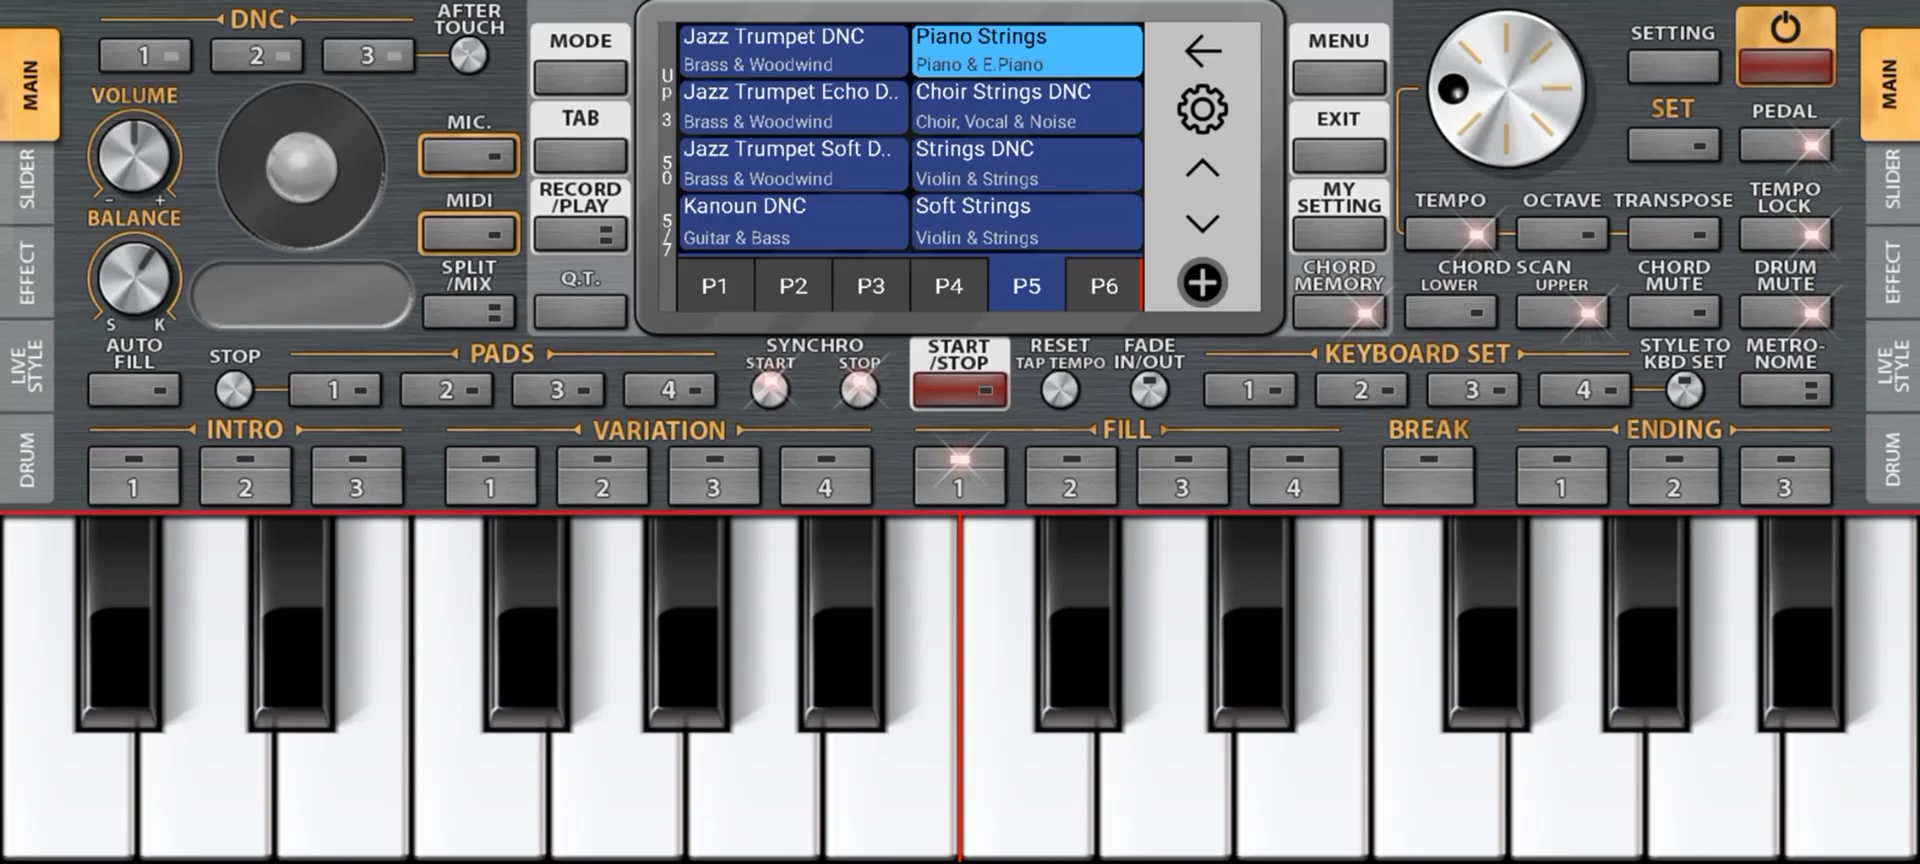 DNC
1
2
3
AFTER
TOUCH
VOLUME
- +
BALANCE
S K
MIC.
MIDI
SPLIT
/MIX
MAIN
SLIDER
EFFECT
LIVE
STYLE
DRUM
MODE
TAB
RECORD
/PLAY
Q.T.
Up3
50
5/7
Jazz Trumpet DNC
Brass & Woodwind
Piano Strings
Piano & E.Piano
Jazz Trumpet Echo D..
Brass & Woodwind
Choir Strings DNC
Choir, Vocal & Noise
Jazz Trumpet Soft D..
Brass & Woodwind
Strings DNC
Violin & Strings
Kanoun DNC
Guitar & Bass
Soft Strings
Violin & Strings
P1 P2 P3 P4 P5 P6
MENU
EXIT
MY
SETTING
CHORD
MEMORY
SETTING
SET
PEDAL
TEMPO
OCTAVE
TRANSPOSE
TEMPO
LOCK
CHORD SCAN
LOWER
UPPER
CHORD
MUTE
DRUM
MUTE
MAIN
SLIDER
EFFECT
LIVE
STYLE
DRUM
AUTO
FILL
STOP
PADS
1
2
3
4
SYNCHRO
START
STOP
START
/STOP
RESET
TAP TEMPO
FADE
IN/OUT
KEYBOARD SET
1
2
3
4
STYLE TO
KBD SET
METRO-
NOME
INTRO
1
2
3
VARIATION
1
2
3
4
FILL
1
2
3
4
BREAK
ENDING
1
2
3